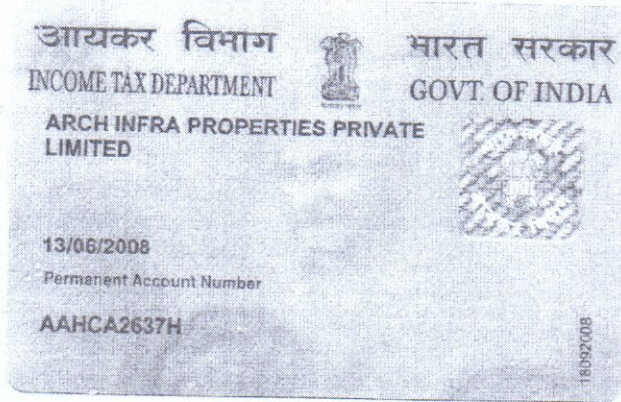 आयकर विभाग
भारत सरकार
INCOME TAX DEPARTMENT
GOVT. OF INDIA
ARCH INFRA PROPERTIES PRIVATE
LIMITED
13/06/2008
Permanent Account Number
AAHCA2637H
18092008